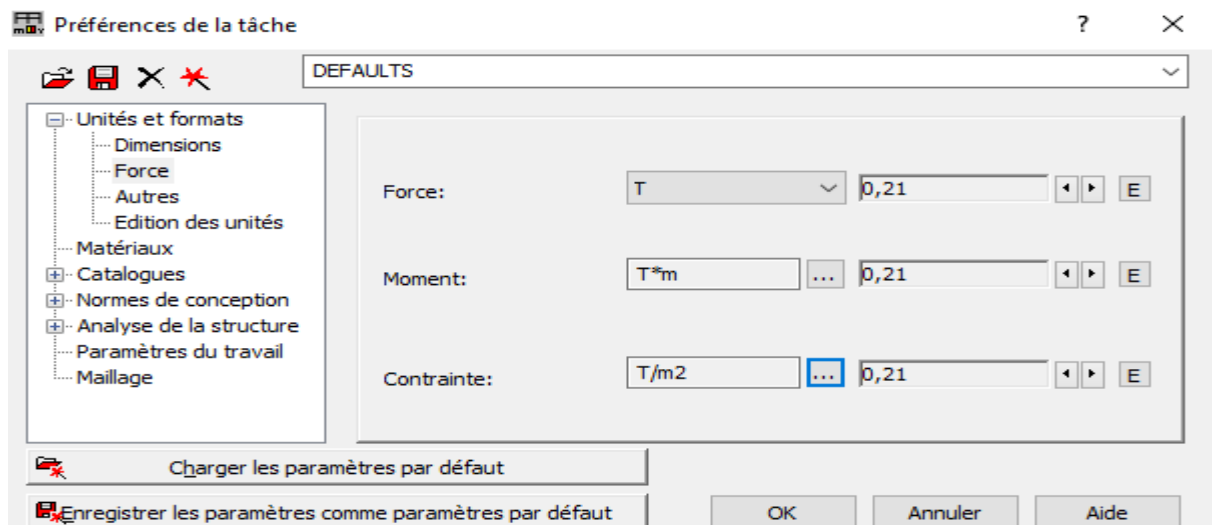 Préférences de la tâche
?
DEFAULTS
Unités et formats
Dimensions
Force
Autres
Edition des unités
Matériaux
Catalogues
Normes de conception
Analyse de la structure
Paramètres du travail
Maillage
Force: T 0,21 E
Moment: T*m ... 0,21 E
Contrainte: T/m2 ... 0,21 E
Charger les paramètres par défaut
Enregistrer les paramètres comme paramètres par défaut
OK Annuler Aide